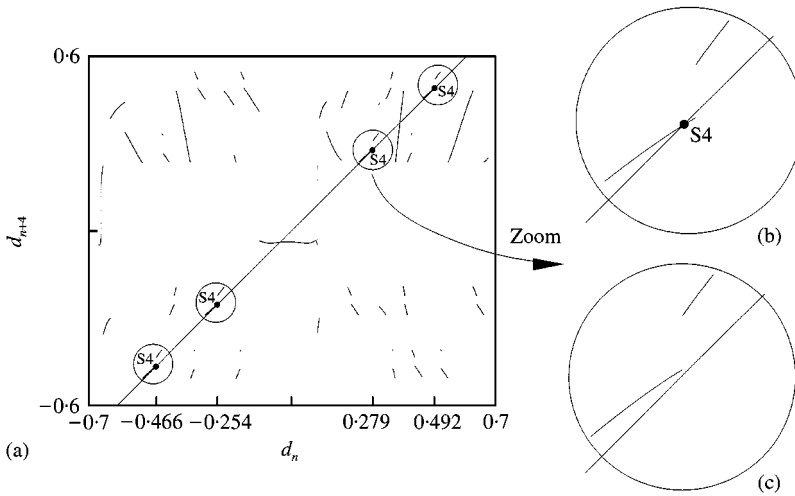 0·6
d_{n+4}
−0·6
S4
S4
S4
S4
−0·7
−0·466
−0·254
0·279
0·492
0·7
d_n
(a)
Zoom
S4
(b)
(c)